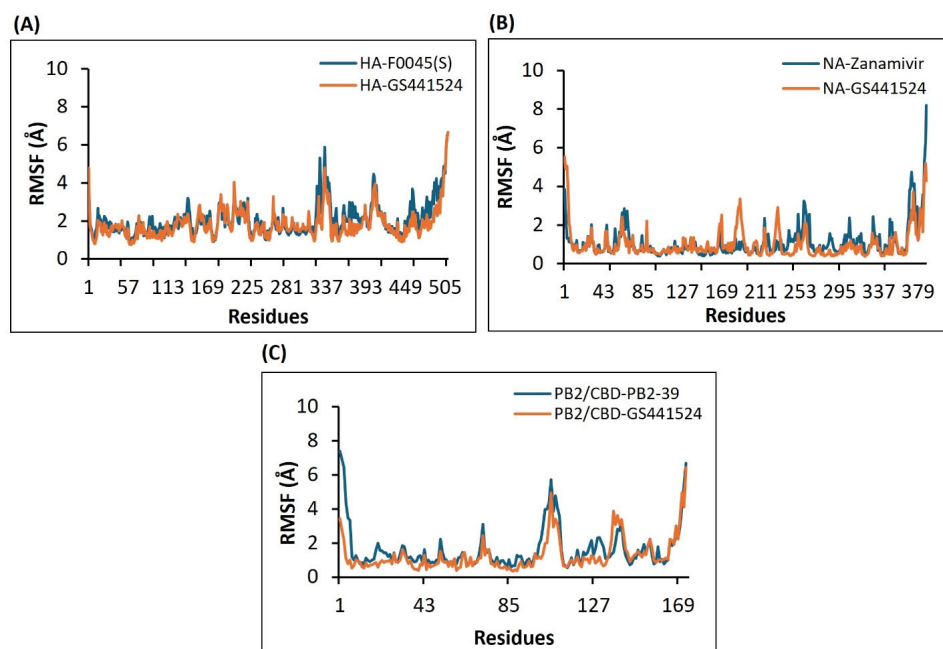 (A)
HA-F0045(S)
HA-GS441524
RMSF (Å)
10
8
6
4
2
0
1 57 113 169 225 281 337 393 449 505
Residues
(B)
NA-Zanamivir
NA-GS441524
RMSF (Å)
10
8
6
4
2
0
1 43 85 127 169 211 253 295 337 379
Residues
(C)
PB2/CBD-PB2-39
PB2/CBD-GS441524
RMSF (Å)
10
8
6
4
2
0
1 43 85 127 169
Residues